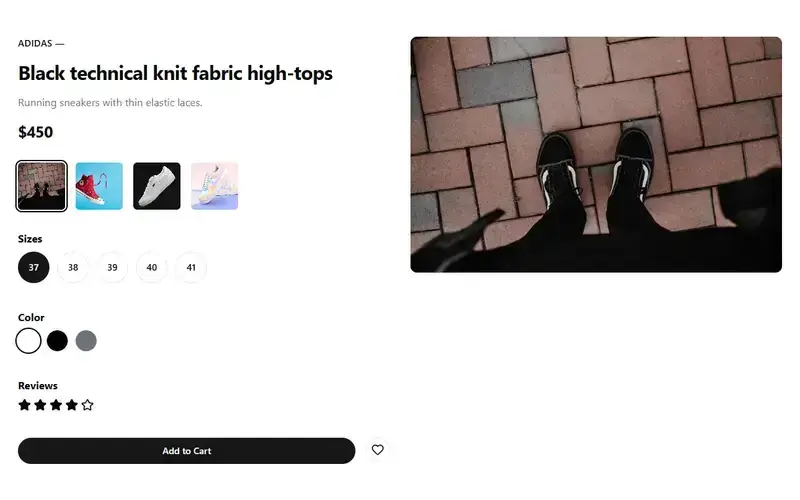 ADIDAS —
Black technical knit fabric high-tops
Running sneakers with thin elastic laces.
$450
Sizes
37 38 39 40 41
Color
Reviews
Add to Cart